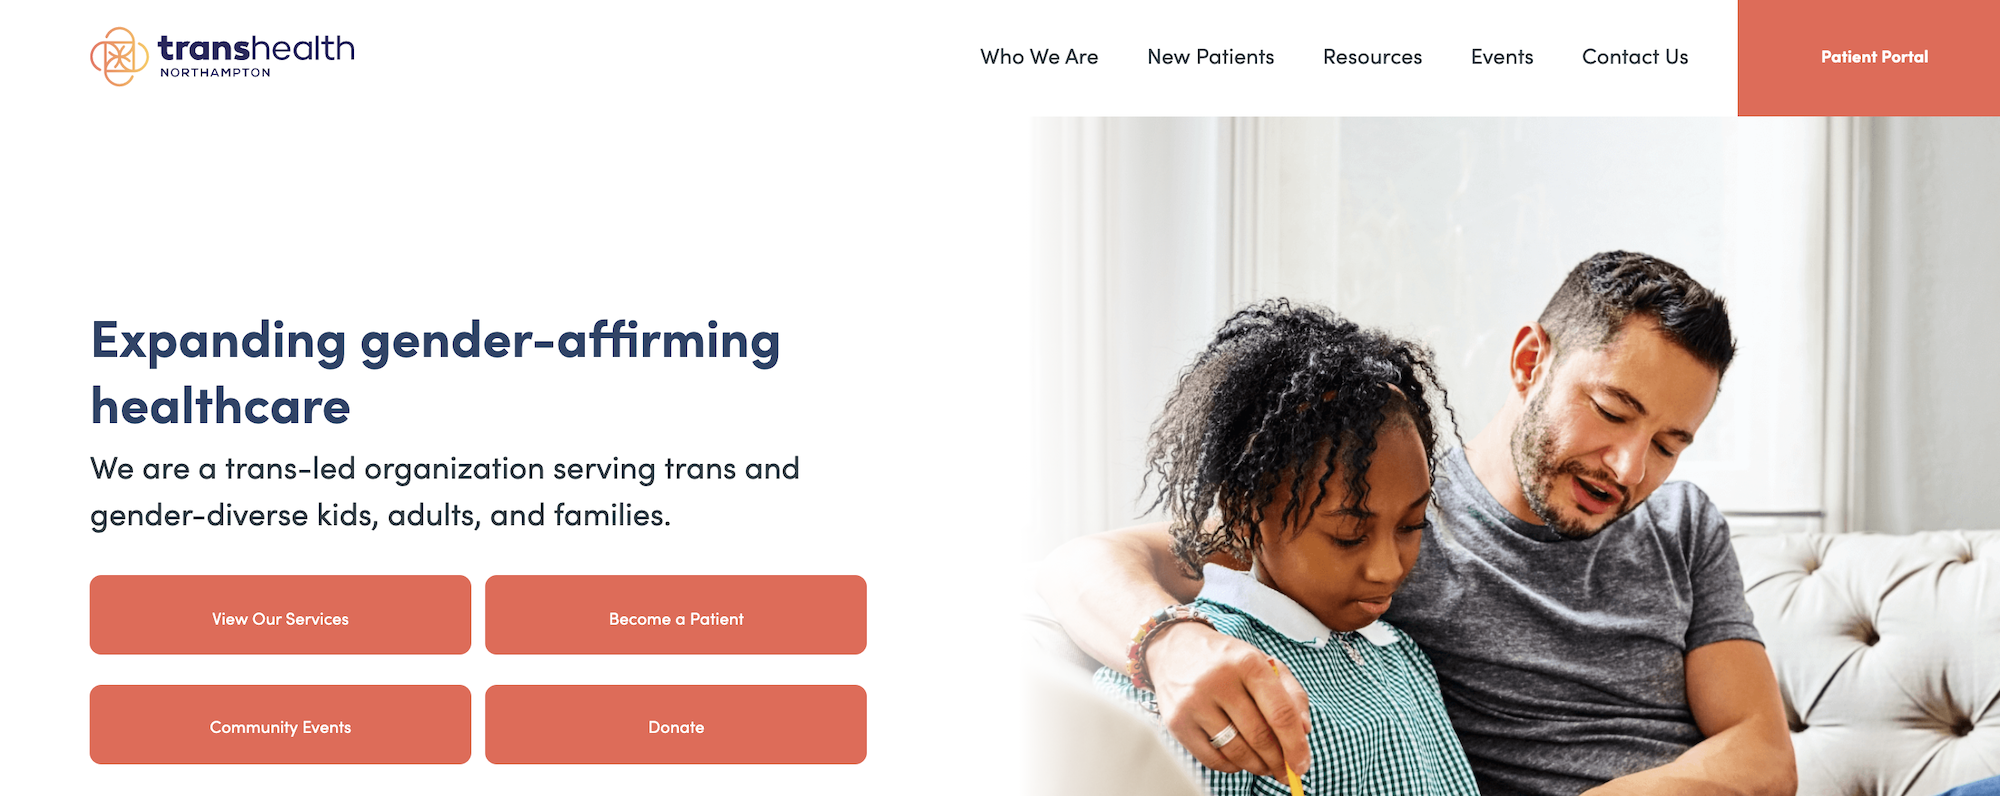 transhealth
NORTHAMPTON
Who We Are
New Patients
Resources
Events
Contact Us
Patient Portal
Expanding gender-affirming
healthcare
We are a trans-led organization serving trans and
gender-diverse kids, adults, and families.
View Our Services
Become a Patient
Community Events
Donate